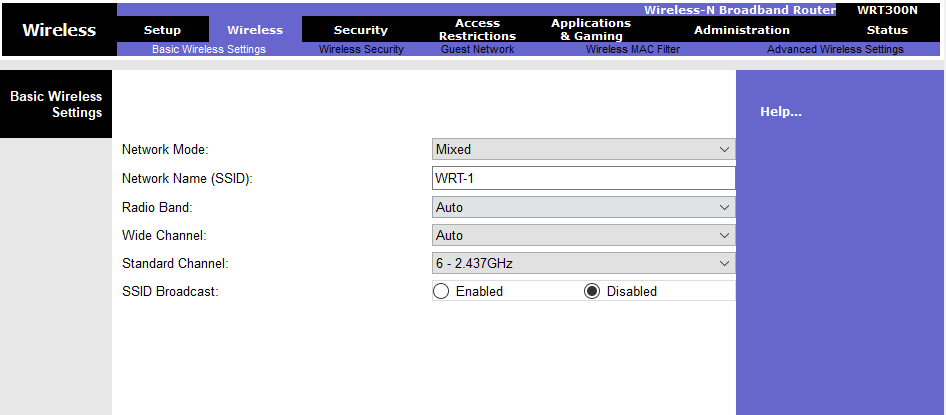 Wireless-N Broadband Router WRT300N
Wireless
Setup Wireless Security Access Restrictions Applications & Gaming Administration Status
Basic Wireless Settings Wireless Security Guest Network Wireless MAC Filter Advanced Wireless Settings
Basic Wireless
Settings
Help...
Network Mode: Mixed
Network Name (SSID): WRT-1
Radio Band: Auto
Wide Channel: Auto
Standard Channel: 6 - 2.437GHz
SSID Broadcast: Enabled Disabled